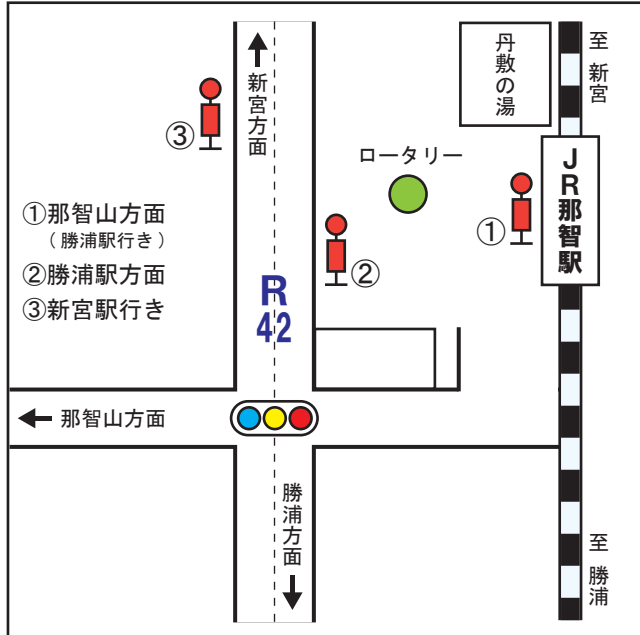 至新宮
丹敷の湯
新宮方面
③
ロータリー
JR那智駅
①
①那智山方面
（勝浦駅行き）
②勝浦駅方面
③新宮駅行き
②
R
42
那智山方面
勝浦方面
至勝浦